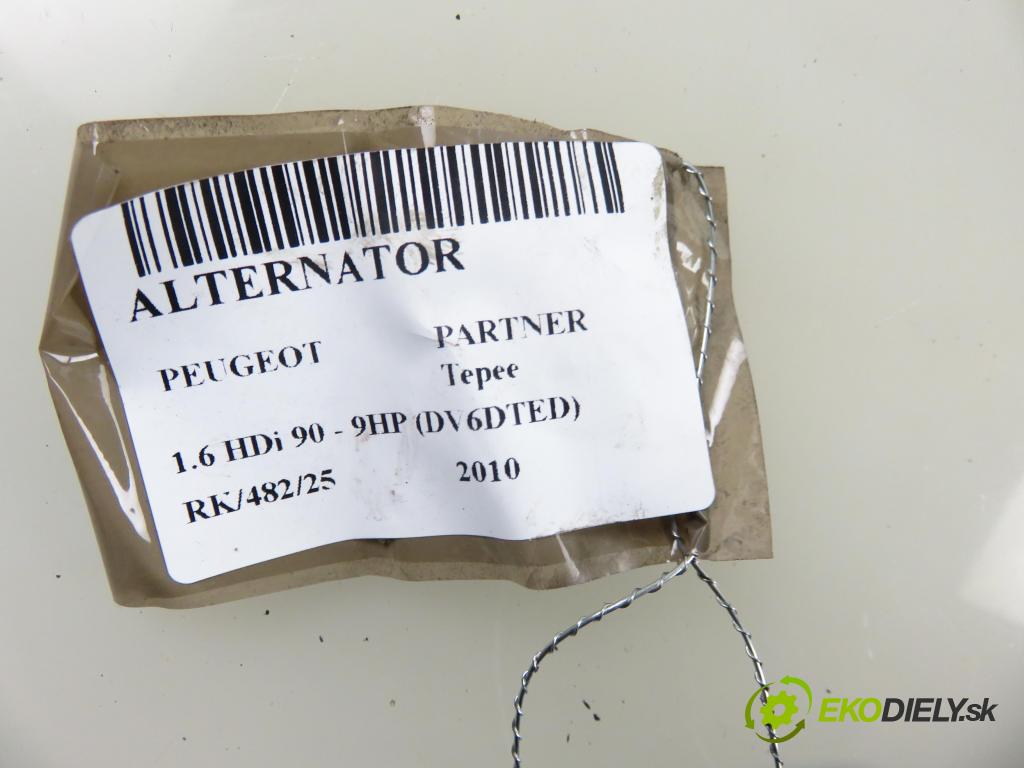 ALTERNATOR
PEUGEOT PARTNER
Tepee
1.6 HDi 90 - 9HP (DV6DTED)
RK/482/25 2010
EKODIELY.sk